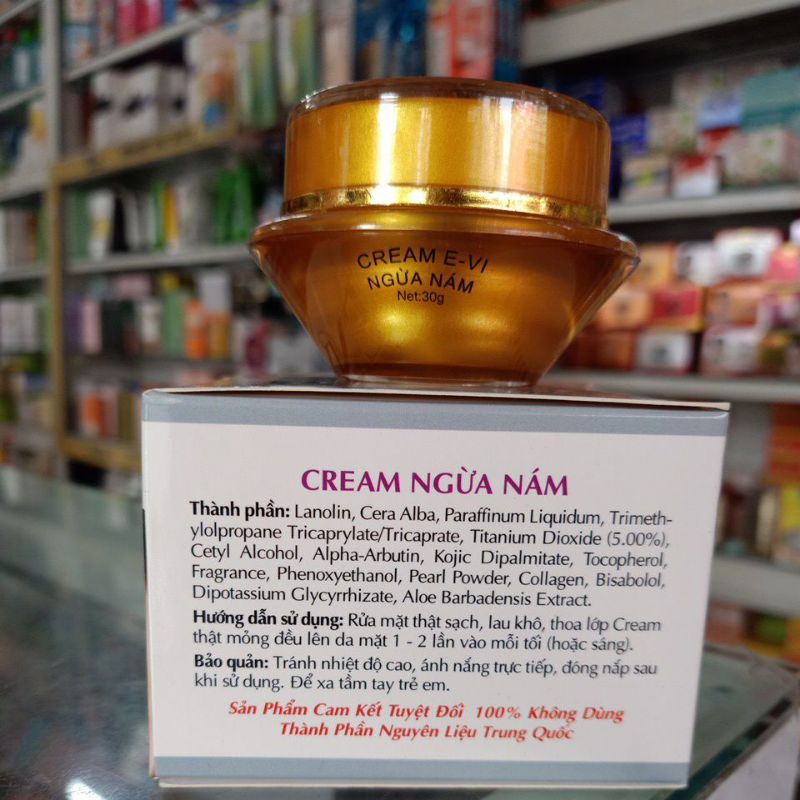 CREAM E-VI
NGỪA NÁM
Net:30g
CREAM NGỪA NÁM
Thành phần: Lanolin, Cera Alba, Paraffinum Liquidum, Trimeth-
ylolpropane Tricaprylate/Tricaprate, Titanium Dioxide (5.00%),
Cetyl Alcohol, Alpha-Arbutin, Kojic Dipalmitate, Tocopherol,
Fragrance, Phenoxyethanol, Pearl Powder, Collagen, Bisabolol,
Dipotassium Glycyrrhizate, Aloe Barbadensis Extract.
Hướng dẫn sử dụng: Rửa mặt thật sạch, lau khô, thoa lớp Cream
thật mỏng đều lên da mặt 1 - 2 lần vào mỗi tối (hoặc sáng).
Bảo quản: Tránh nhiệt độ cao, ánh nắng trực tiếp, đóng nắp sau
khi sử dụng. Để xa tầm tay trẻ em.
Sản Phẩm Cam Kết Tuyệt Đối 100% Không Dùng
Thành Phần Nguyên Liệu Trung Quốc